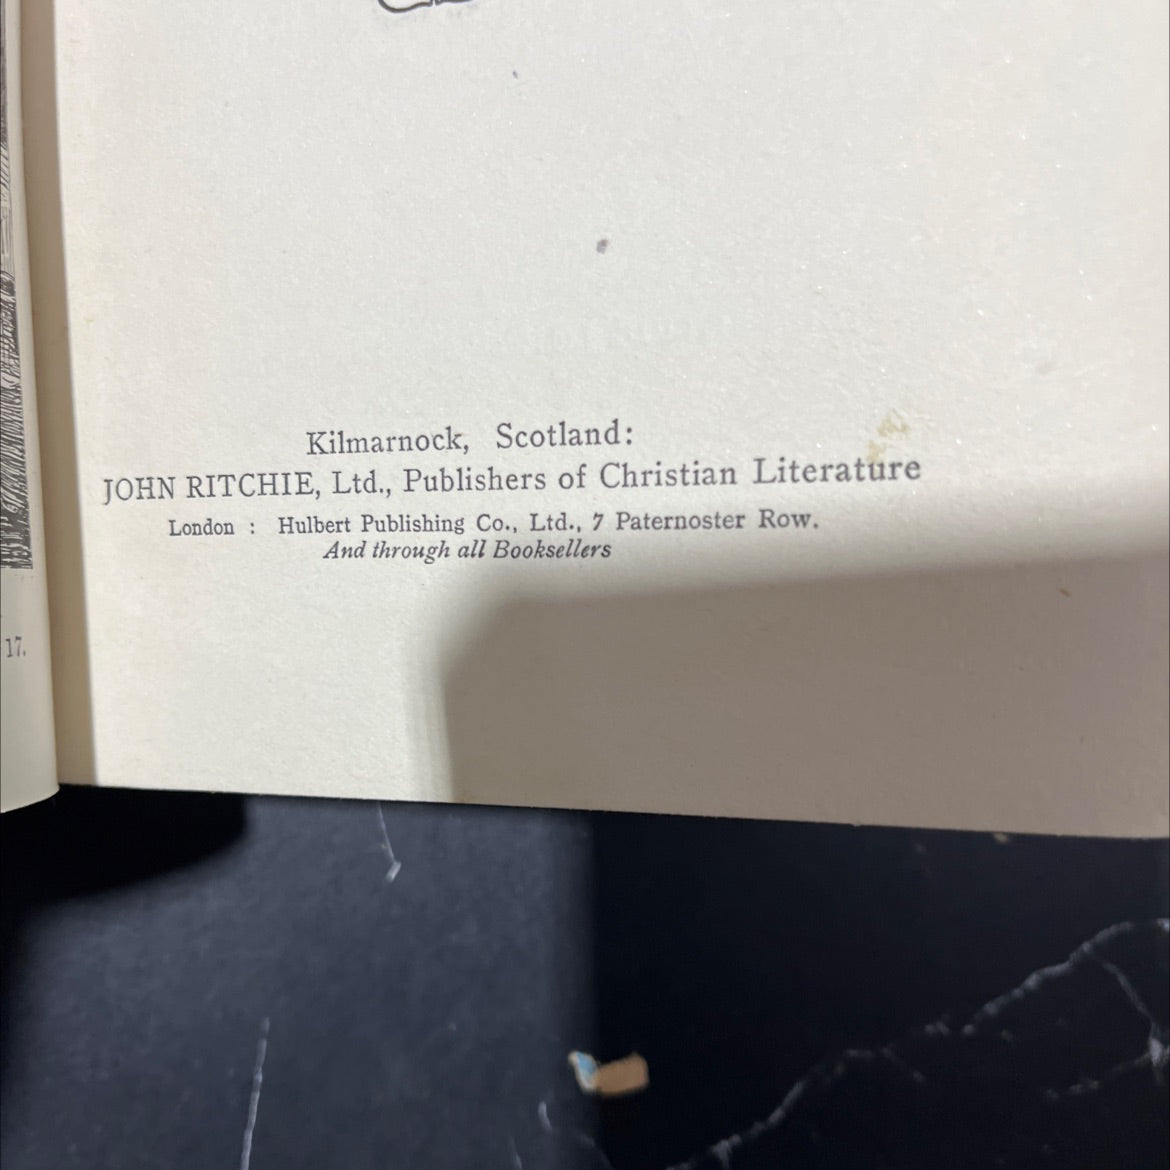 Kilmarnock, Scotland:
JOHN RITCHIE, Ltd., Publishers of Christian Literature
London : Hulbert Publishing Co., Ltd., 7 Paternoster Row.
And through all Booksellers
17.